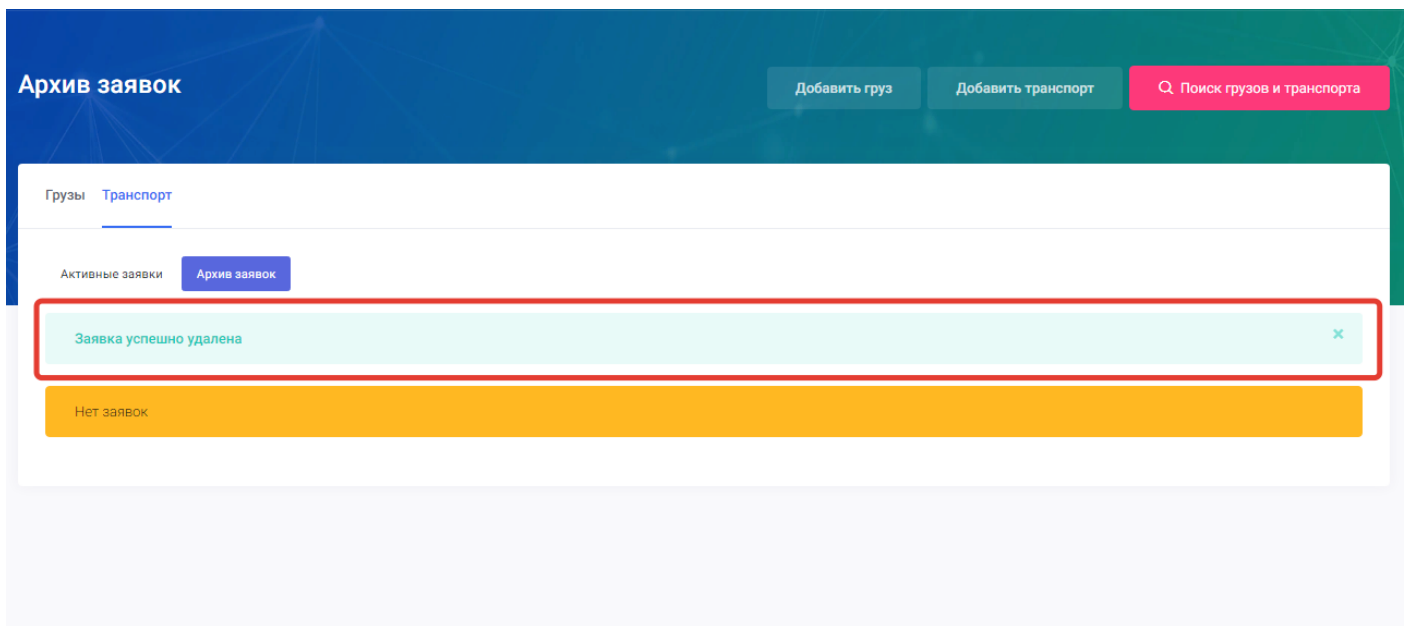 Архив заявок
Добавить груз
Добавить транспорт
Поиск грузов и транспорта
Грузы
Транспорт
Активные заявки
Архив заявок
Заявка успешно удалена
Нет заявок